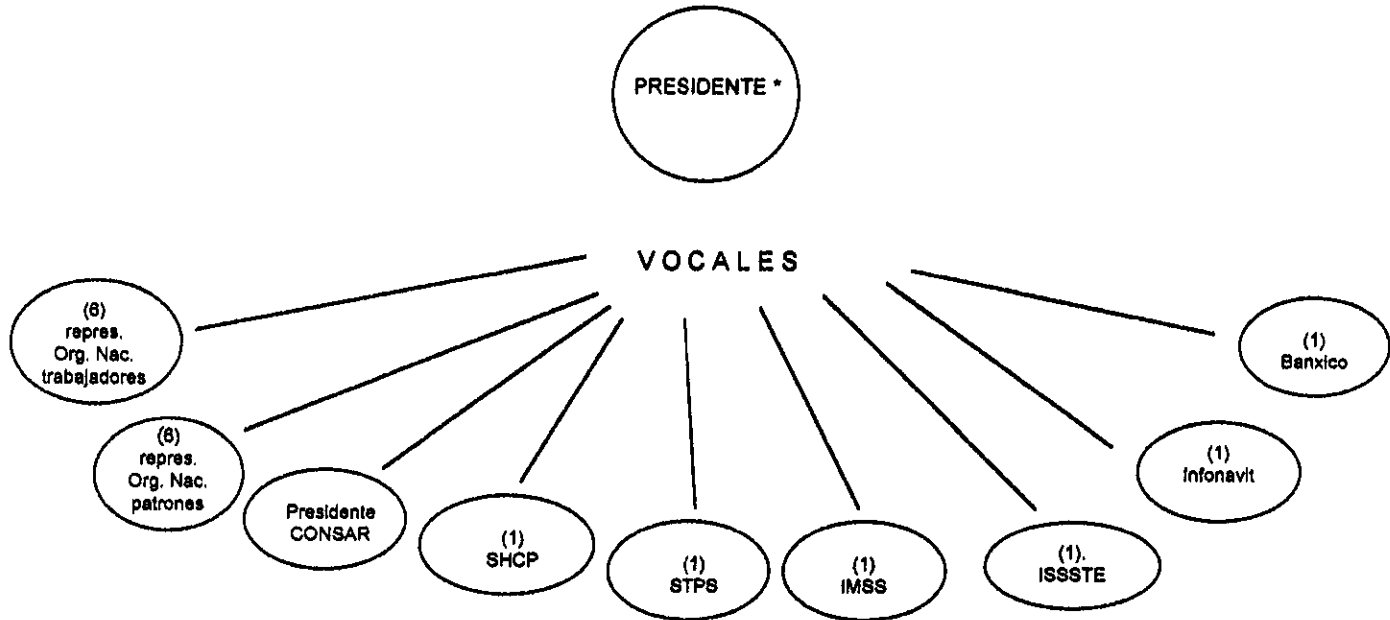 PRESIDENTE *
VOCALES
(6)
repres.
Org. Nac.
trabajadores
(6)
repres.
Org. Nac.
patrones
Presidente
CONSAR
(1)
SHCP
(1)
STPS
(1)
IMSS
(1).
ISSSTE
(1)
Infonavit
(1)
Banxico